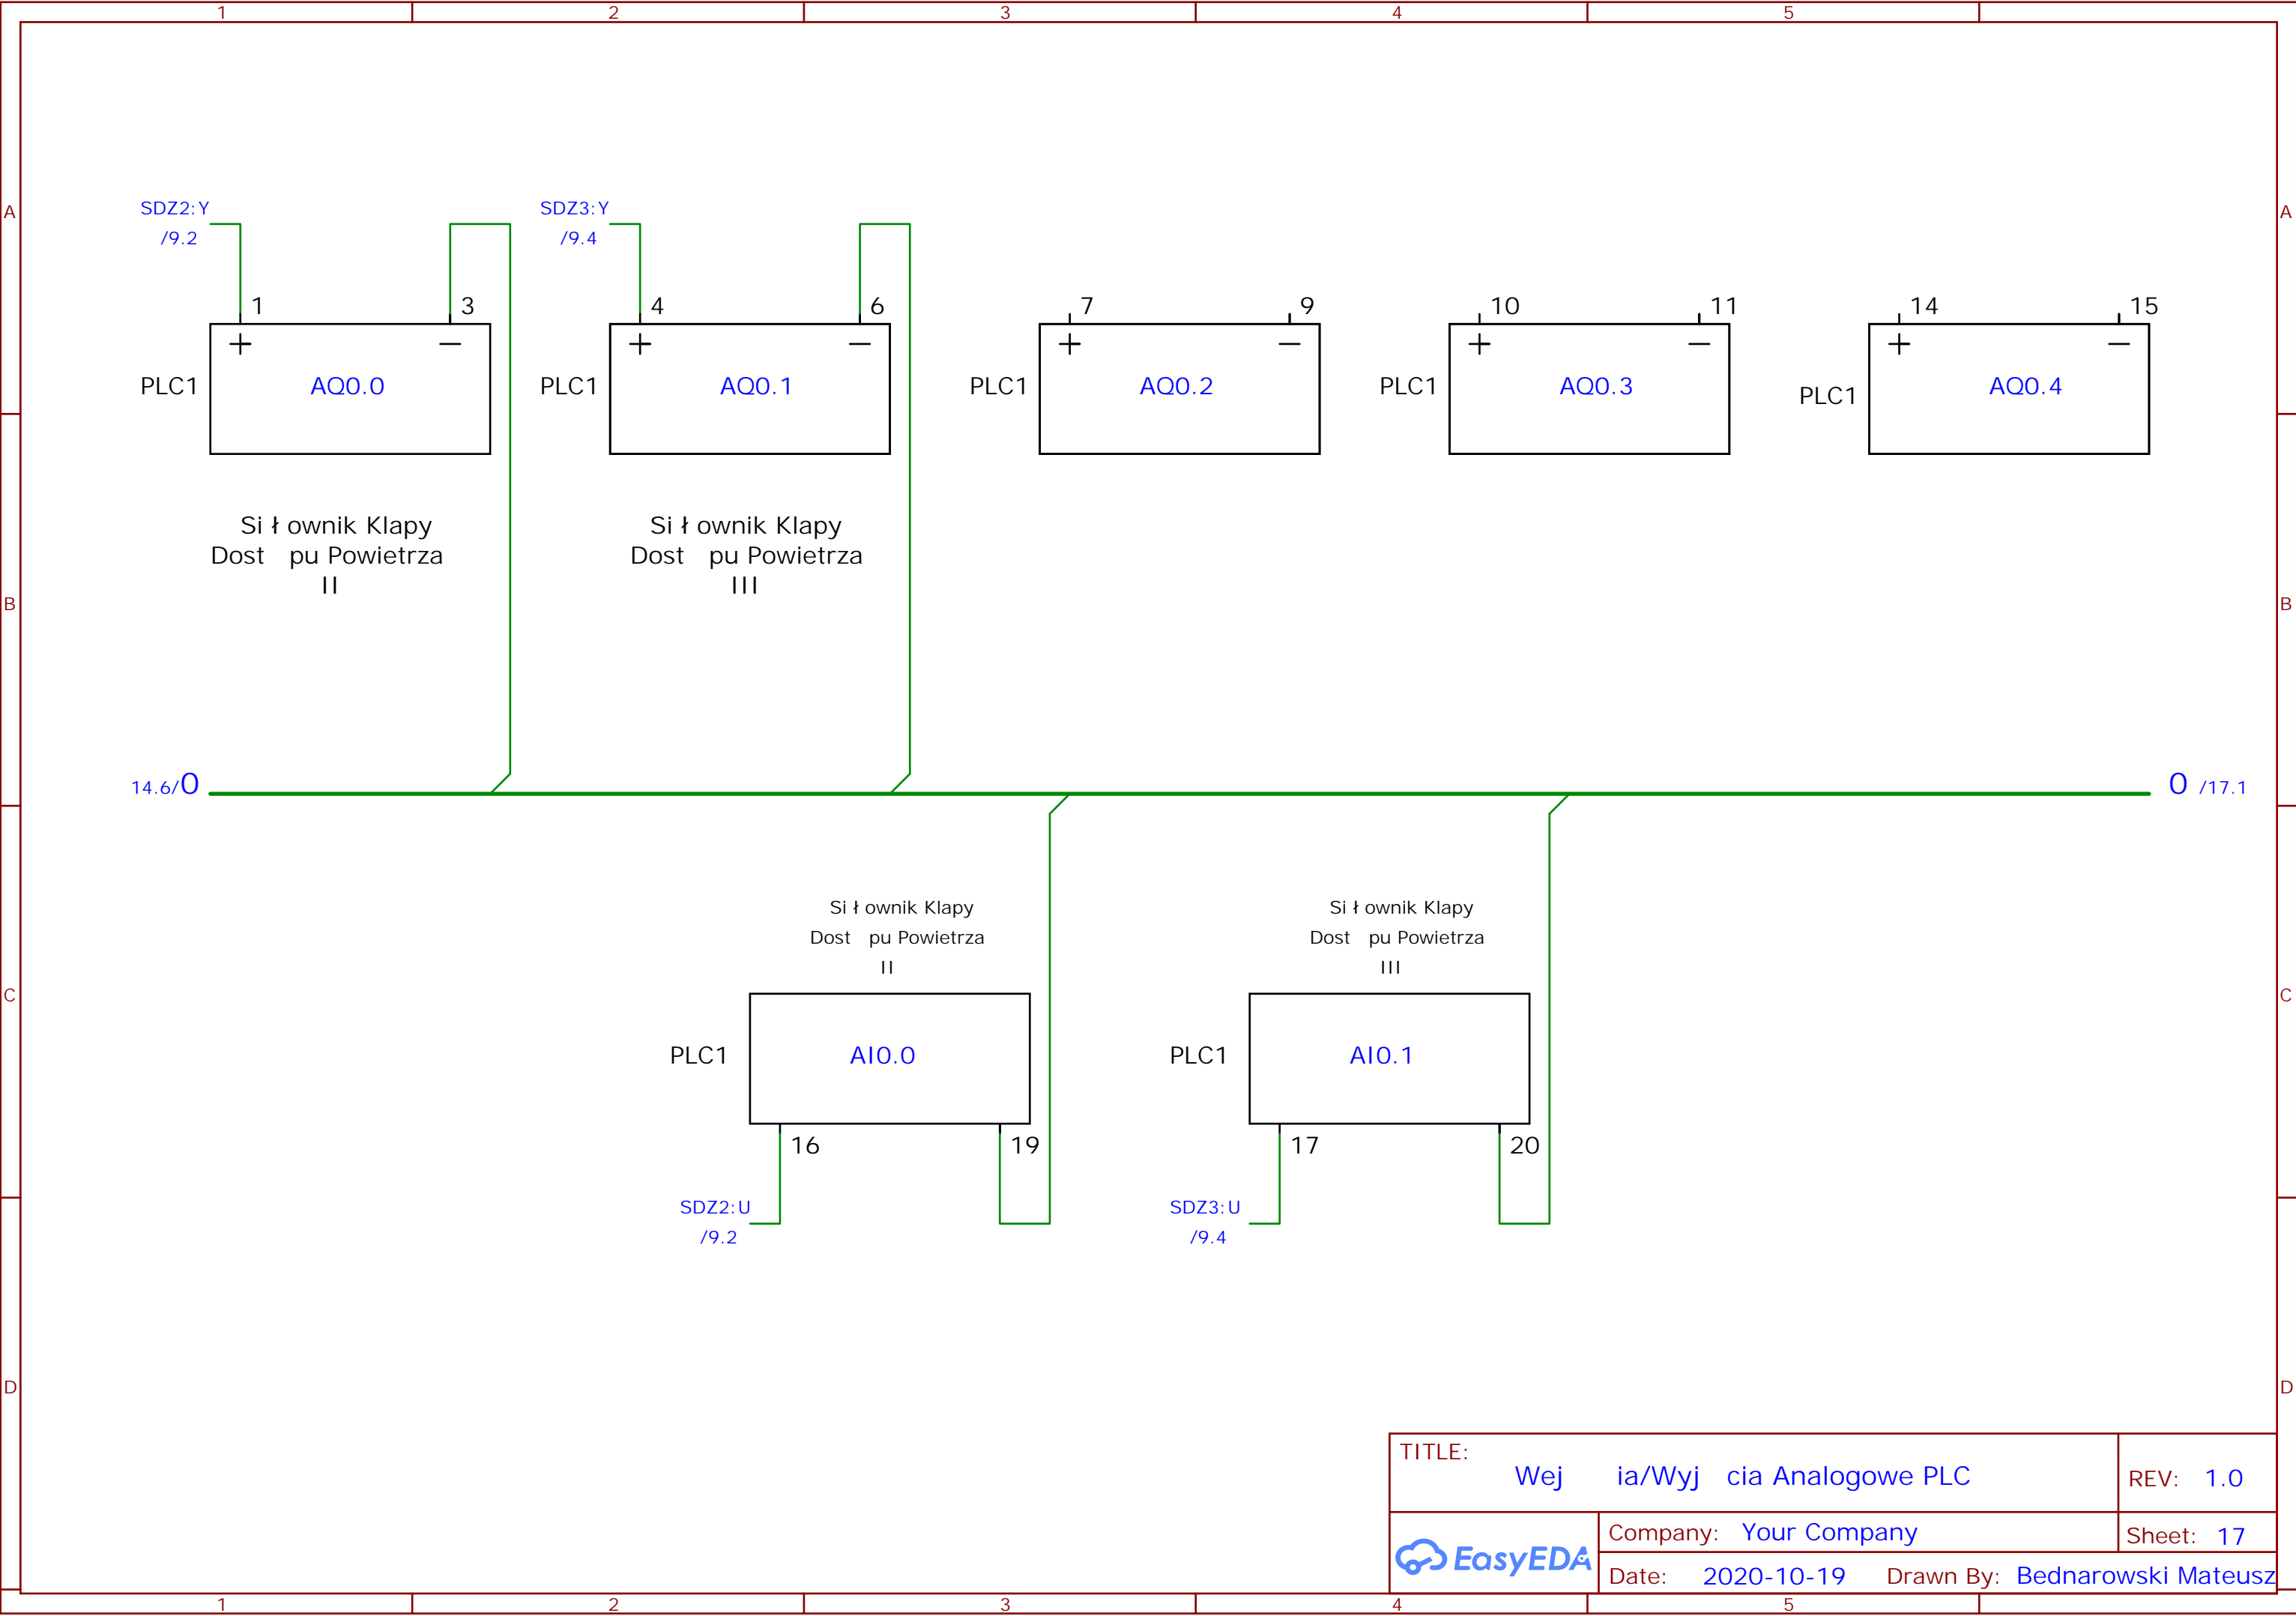 1 2 3 4 5
A A
SDZ2:Y SDZ3:Y
/9.2 /9.4
1 3 4 6 7 9 10 11 14 15
+ − + − + − + − + −
PLC1 AQ0.0 PLC1 AQ0.1 PLC1 AQ0.2 PLC1 AQ0.3 PLC1 AQ0.4
Si ł ownik Klapy Si ł ownik Klapy
Dost pu Powietrza Dost pu Powietrza
II III
B B
14.6/0 0 /17.1
Si ł ownik Klapy Si ł ownik Klapy
Dost pu Powietrza Dost pu Powietrza
II III
C C
PLC1 AI0.0 PLC1 AI0.1
16 19 17 20
SDZ2:U SDZ3:U
/9.2 /9.4
D D
TITLE:
Wej ia/Wyj cia Analogowe PLC REV: 1.0
EasyEDA
Company: Your Company Sheet: 17
Date: 2020-10-19 Drawn By: Bednarowski Mateusz
1 2 3 4 5